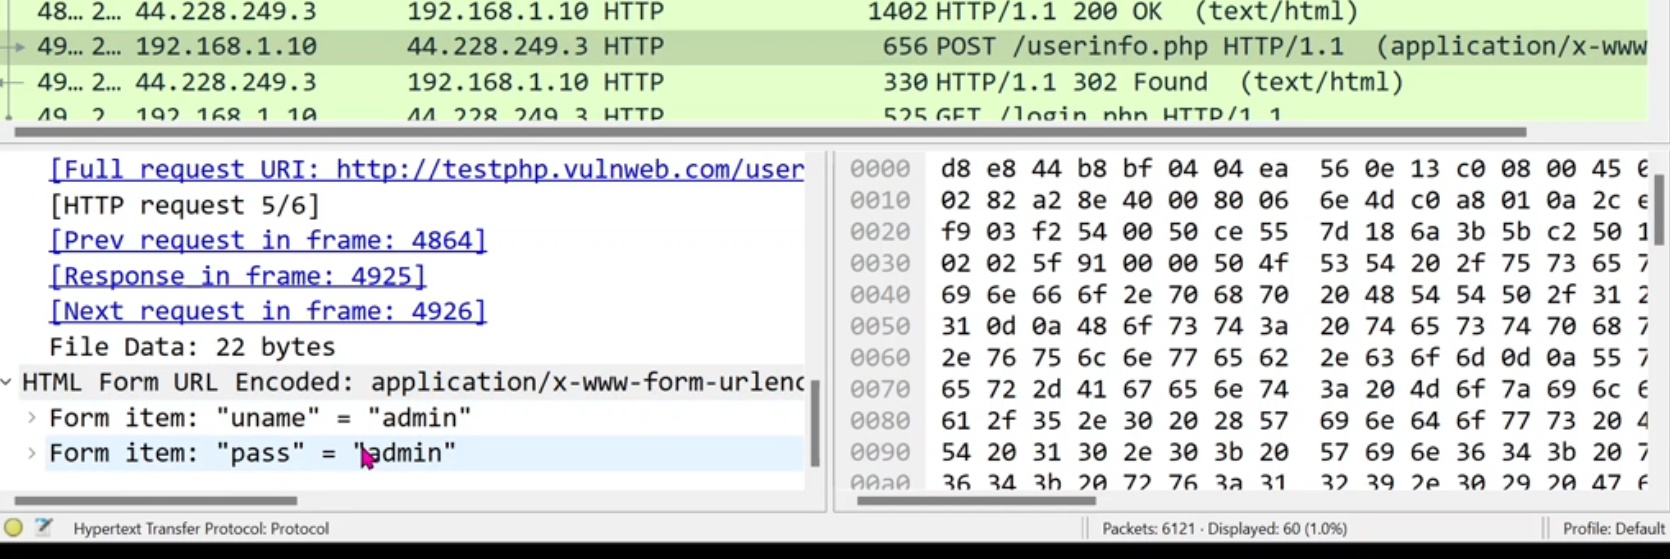 48… 2… 44.228.249.3 192.168.1.10 HTTP 1402 HTTP/1.1 200 OK (text/html)
49… 2… 192.168.1.10 44.228.249.3 HTTP 656 POST /userinfo.php HTTP/1.1 (application/x-www
49… 2… 44.228.249.3 192.168.1.10 HTTP 330 HTTP/1.1 302 Found (text/html)
49 2 192.168.1.10 44.228.249.3 HTTP 525 GET /login.php HTTP/1.1
[Full request URI: http://testphp.vulnweb.com/user
[HTTP request 5/6]
[Prev request in frame: 4864]
[Response in frame: 4925]
[Next request in frame: 4926]
File Data: 22 bytes
HTML Form URL Encoded: application/x-www-form-urlenc
Form item: "uname" = "admin"
Form item: "pass" = "admin"
0000 d8 e8 44 b8 bf 04 04 ea 56 0e 13 c0 08 00 45 0
0010 02 82 a2 8e 40 00 80 06 6e 4d c0 a8 01 0a 2c e
0020 f9 03 f2 54 00 50 ce 55 7d 18 6a 3b 5b c2 50 1
0030 02 02 5f 91 00 00 50 4f 53 54 20 2f 75 73 65 7
0040 69 6e 66 6f 2e 70 68 70 20 48 54 54 50 2f 31 2
0050 31 0d 0a 48 6f 73 74 3a 20 74 65 73 74 70 68 7
0060 2e 76 75 6c 6e 77 65 62 2e 63 6f 6d 0d 0a 55 7
0070 65 72 2d 41 67 65 6e 74 3a 20 4d 6f 7a 69 6c 6
0080 61 2f 35 2e 30 20 28 57 69 6e 64 6f 77 73 20 4
0090 54 20 31 30 2e 30 3b 20 57 69 6e 36 34 3b 20 7
00a0 36 34 3b 20 72 76 3a 31 32 39 2e 30 29 20 47 6
Hypertext Transfer Protocol: Protocol
Packets: 6121 · Displayed: 60 (1.0%)
Profile: Default